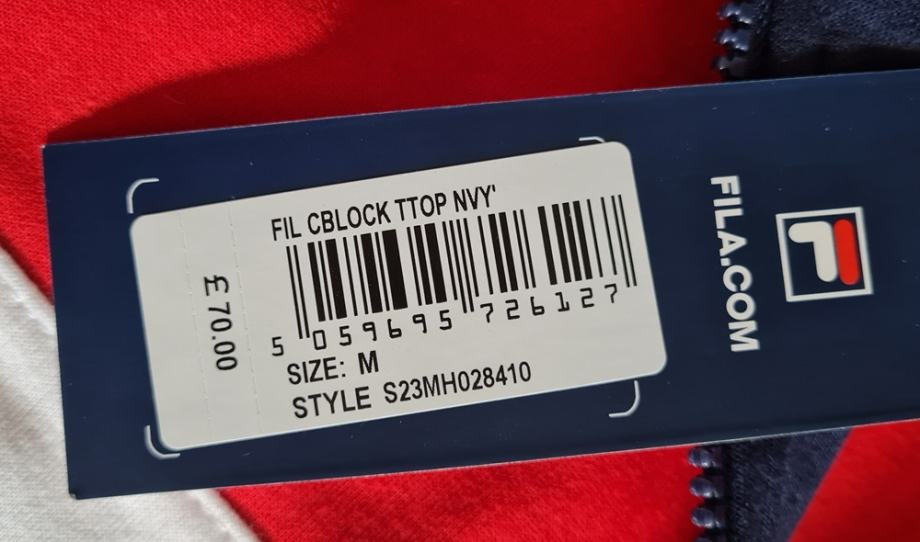 FIL CBLOCK TTOP NVY'
5 059695 726127
SIZE: M
STYLE S23MH028410
£70.00
FILA.COM
F